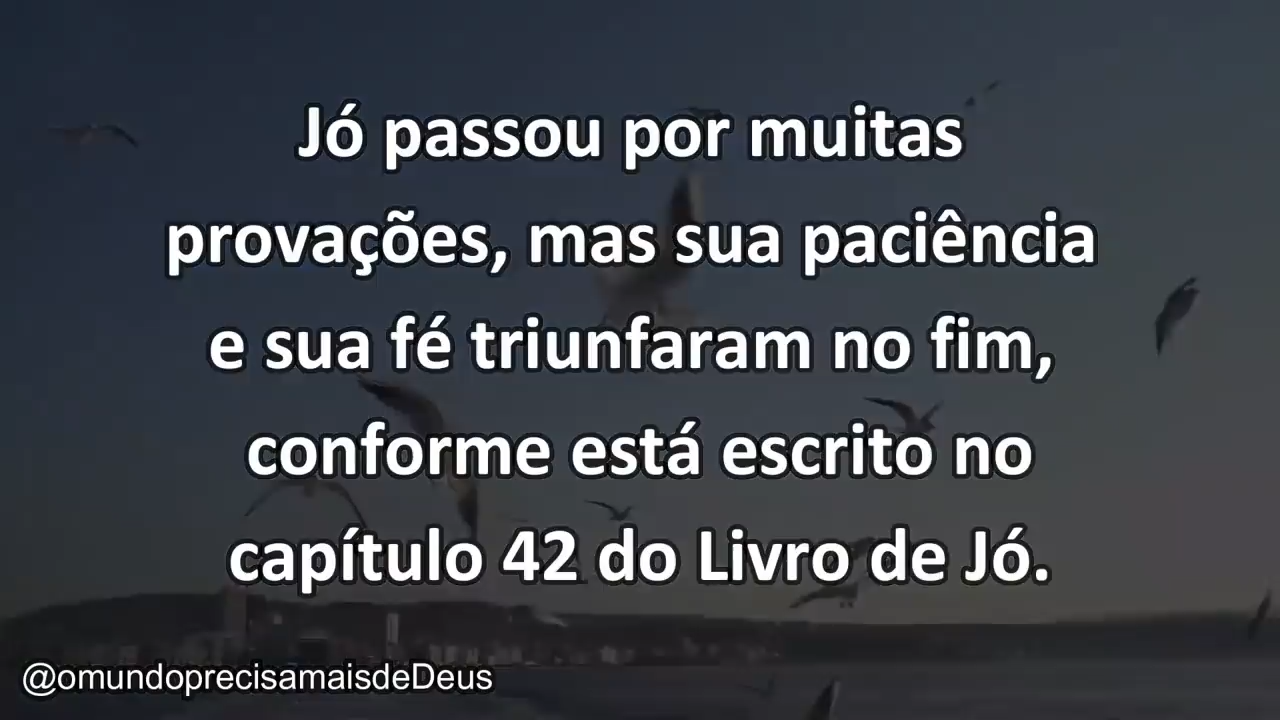 Jó passou por muitas
provações, mas sua paciência
e sua fé triunfaram no fim,
conforme está escrito no
capítulo 42 do Livro de Jó.
@omundoprecisamaisdeDeus